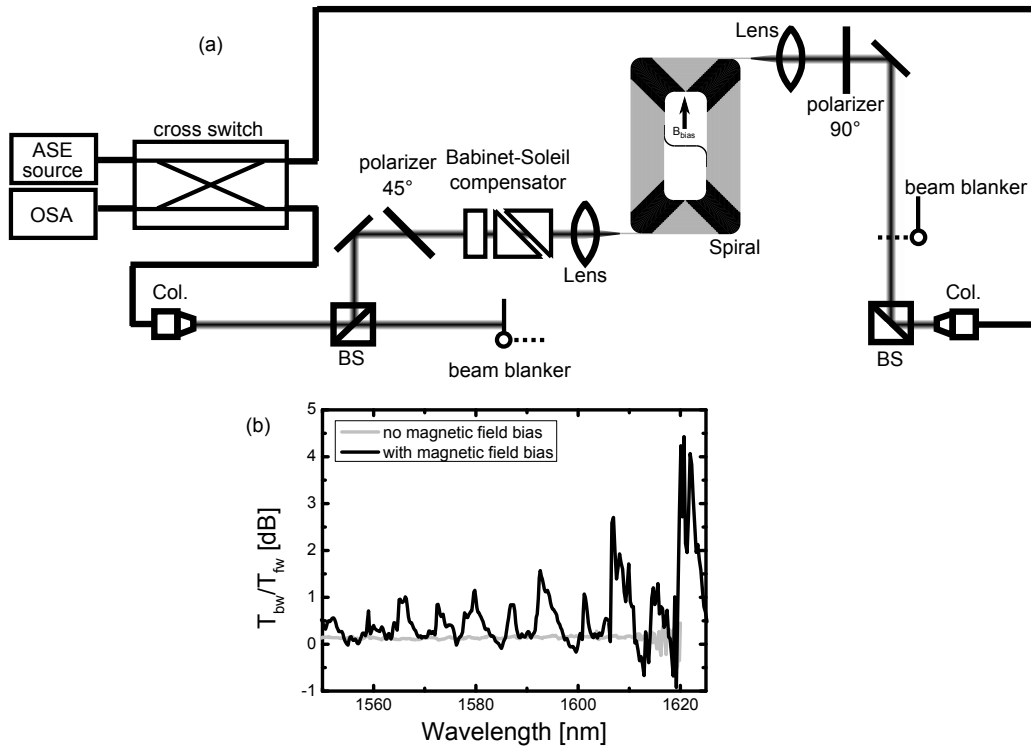 (a)
Lens
cross switch
ASE
source
OSA
polarizer
45°
Babinet-Soleil
compensator
B_bias
polarizer
90°
beam blanker
Spiral
Lens
Col.
BS
beam blanker
Col.
BS
(b)
no magnetic field bias
with magnetic field bias
T_bw/T_fw [dB]
5
4
3
2
1
0
-1
1560
1580
1600
1620
Wavelength [nm]